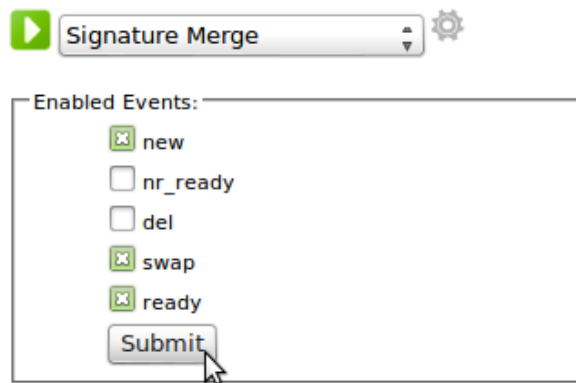 Signature Merge
Enabled Events:
new
nr_ready
del
swap
ready
Submit